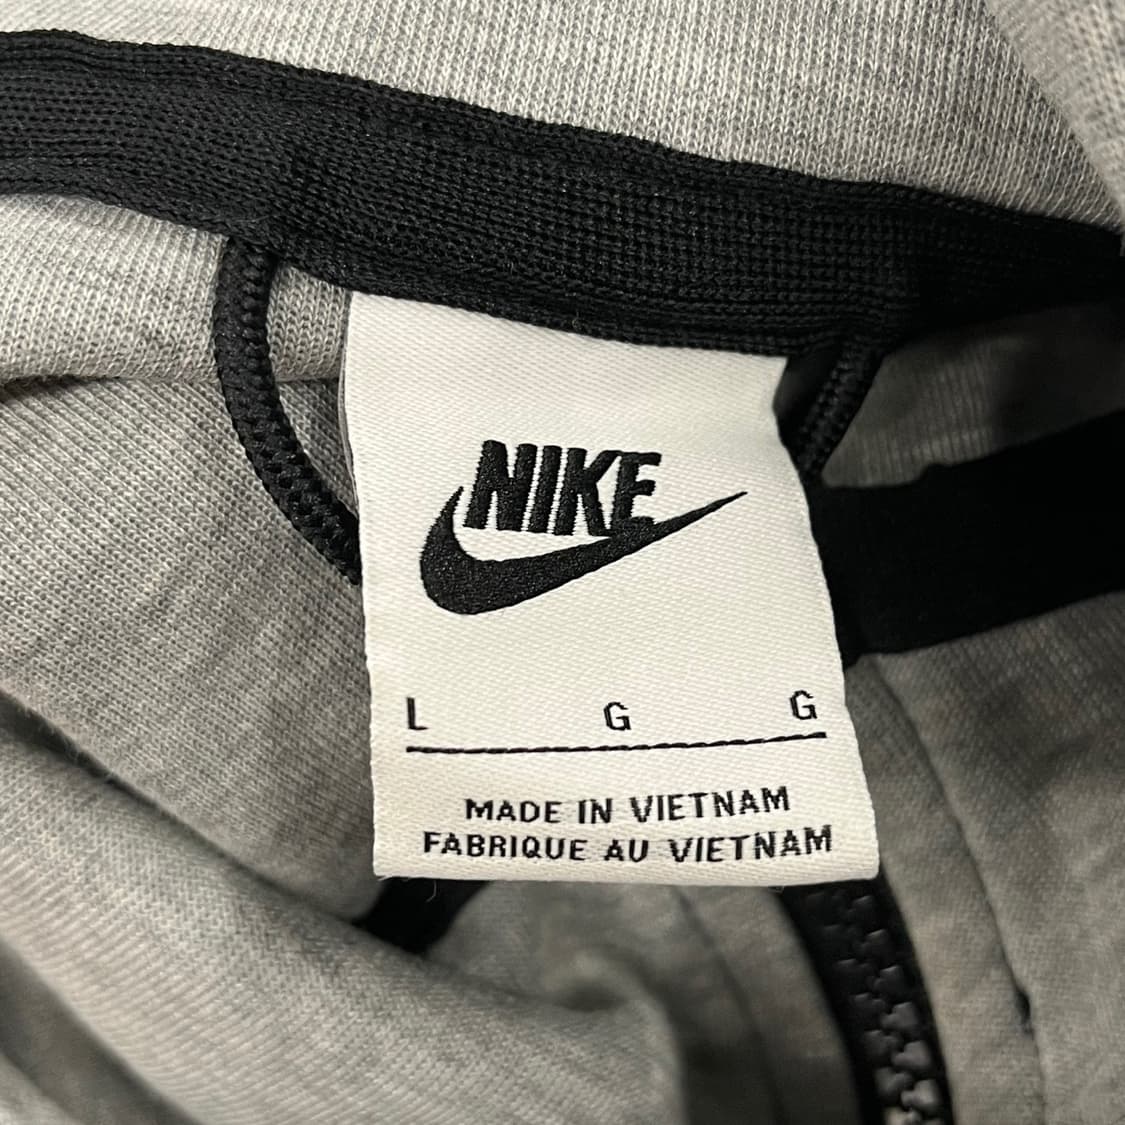 NIKE
L G G
MADE IN VIETNAM
FABRIQUE AU VIETNAM